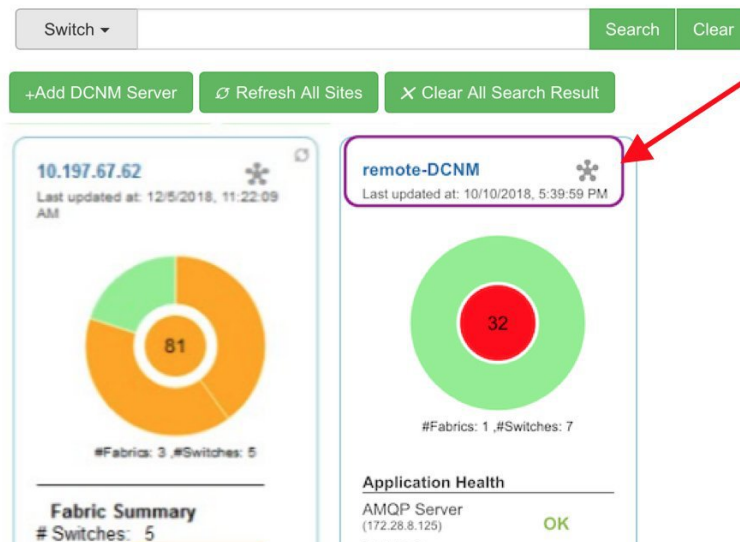 Switch
Search
Clear
+Add DCNM Server
Refresh All Sites
Clear All Search Result
10.197.67.62
Last updated at: 12/5/2018, 11:22:09
AM
81
#Fabrics: 3 ,#Switches: 5
Fabric Summary
# Switches: 5
remote-DCNM
Last updated at: 10/10/2018, 5:39:59 PM
32
#Fabrics: 1 ,#Switches: 7
Application Health
AMQP Server
(172.28.8.125)
OK